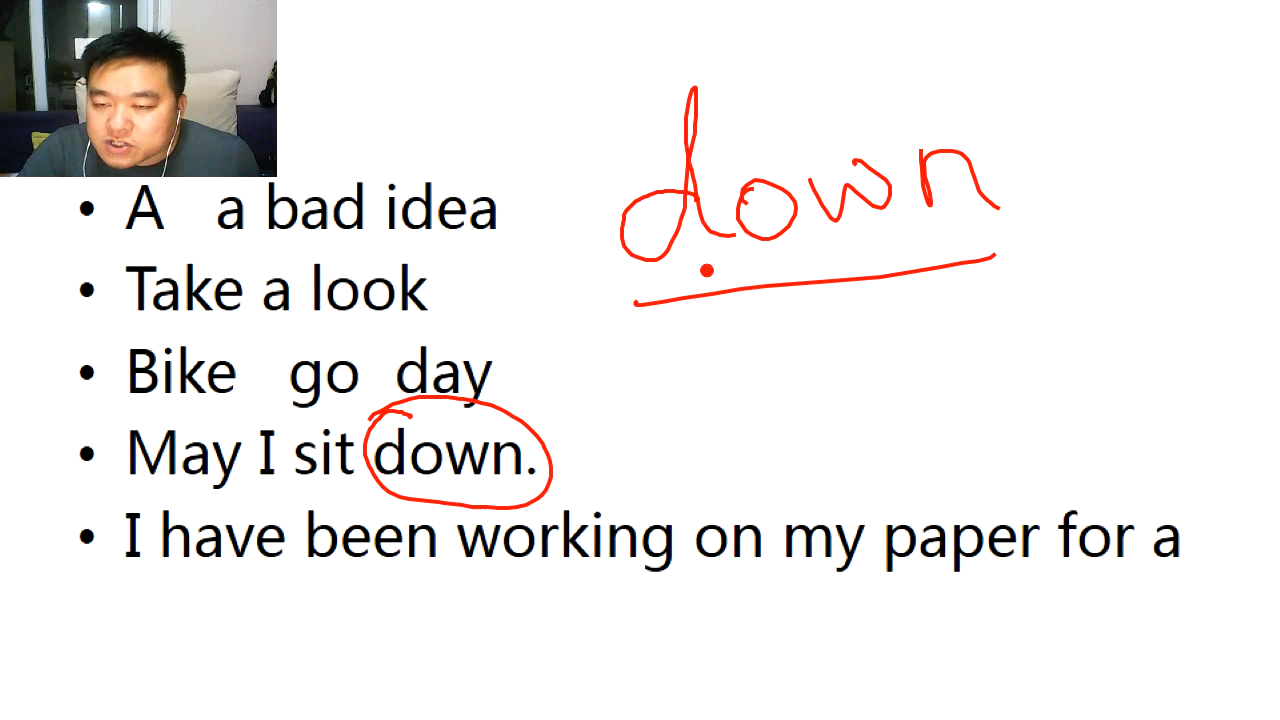 down
• A a bad idea
• Take a look
• Bike go day
• May I sit down.
• I have been working on my paper for a